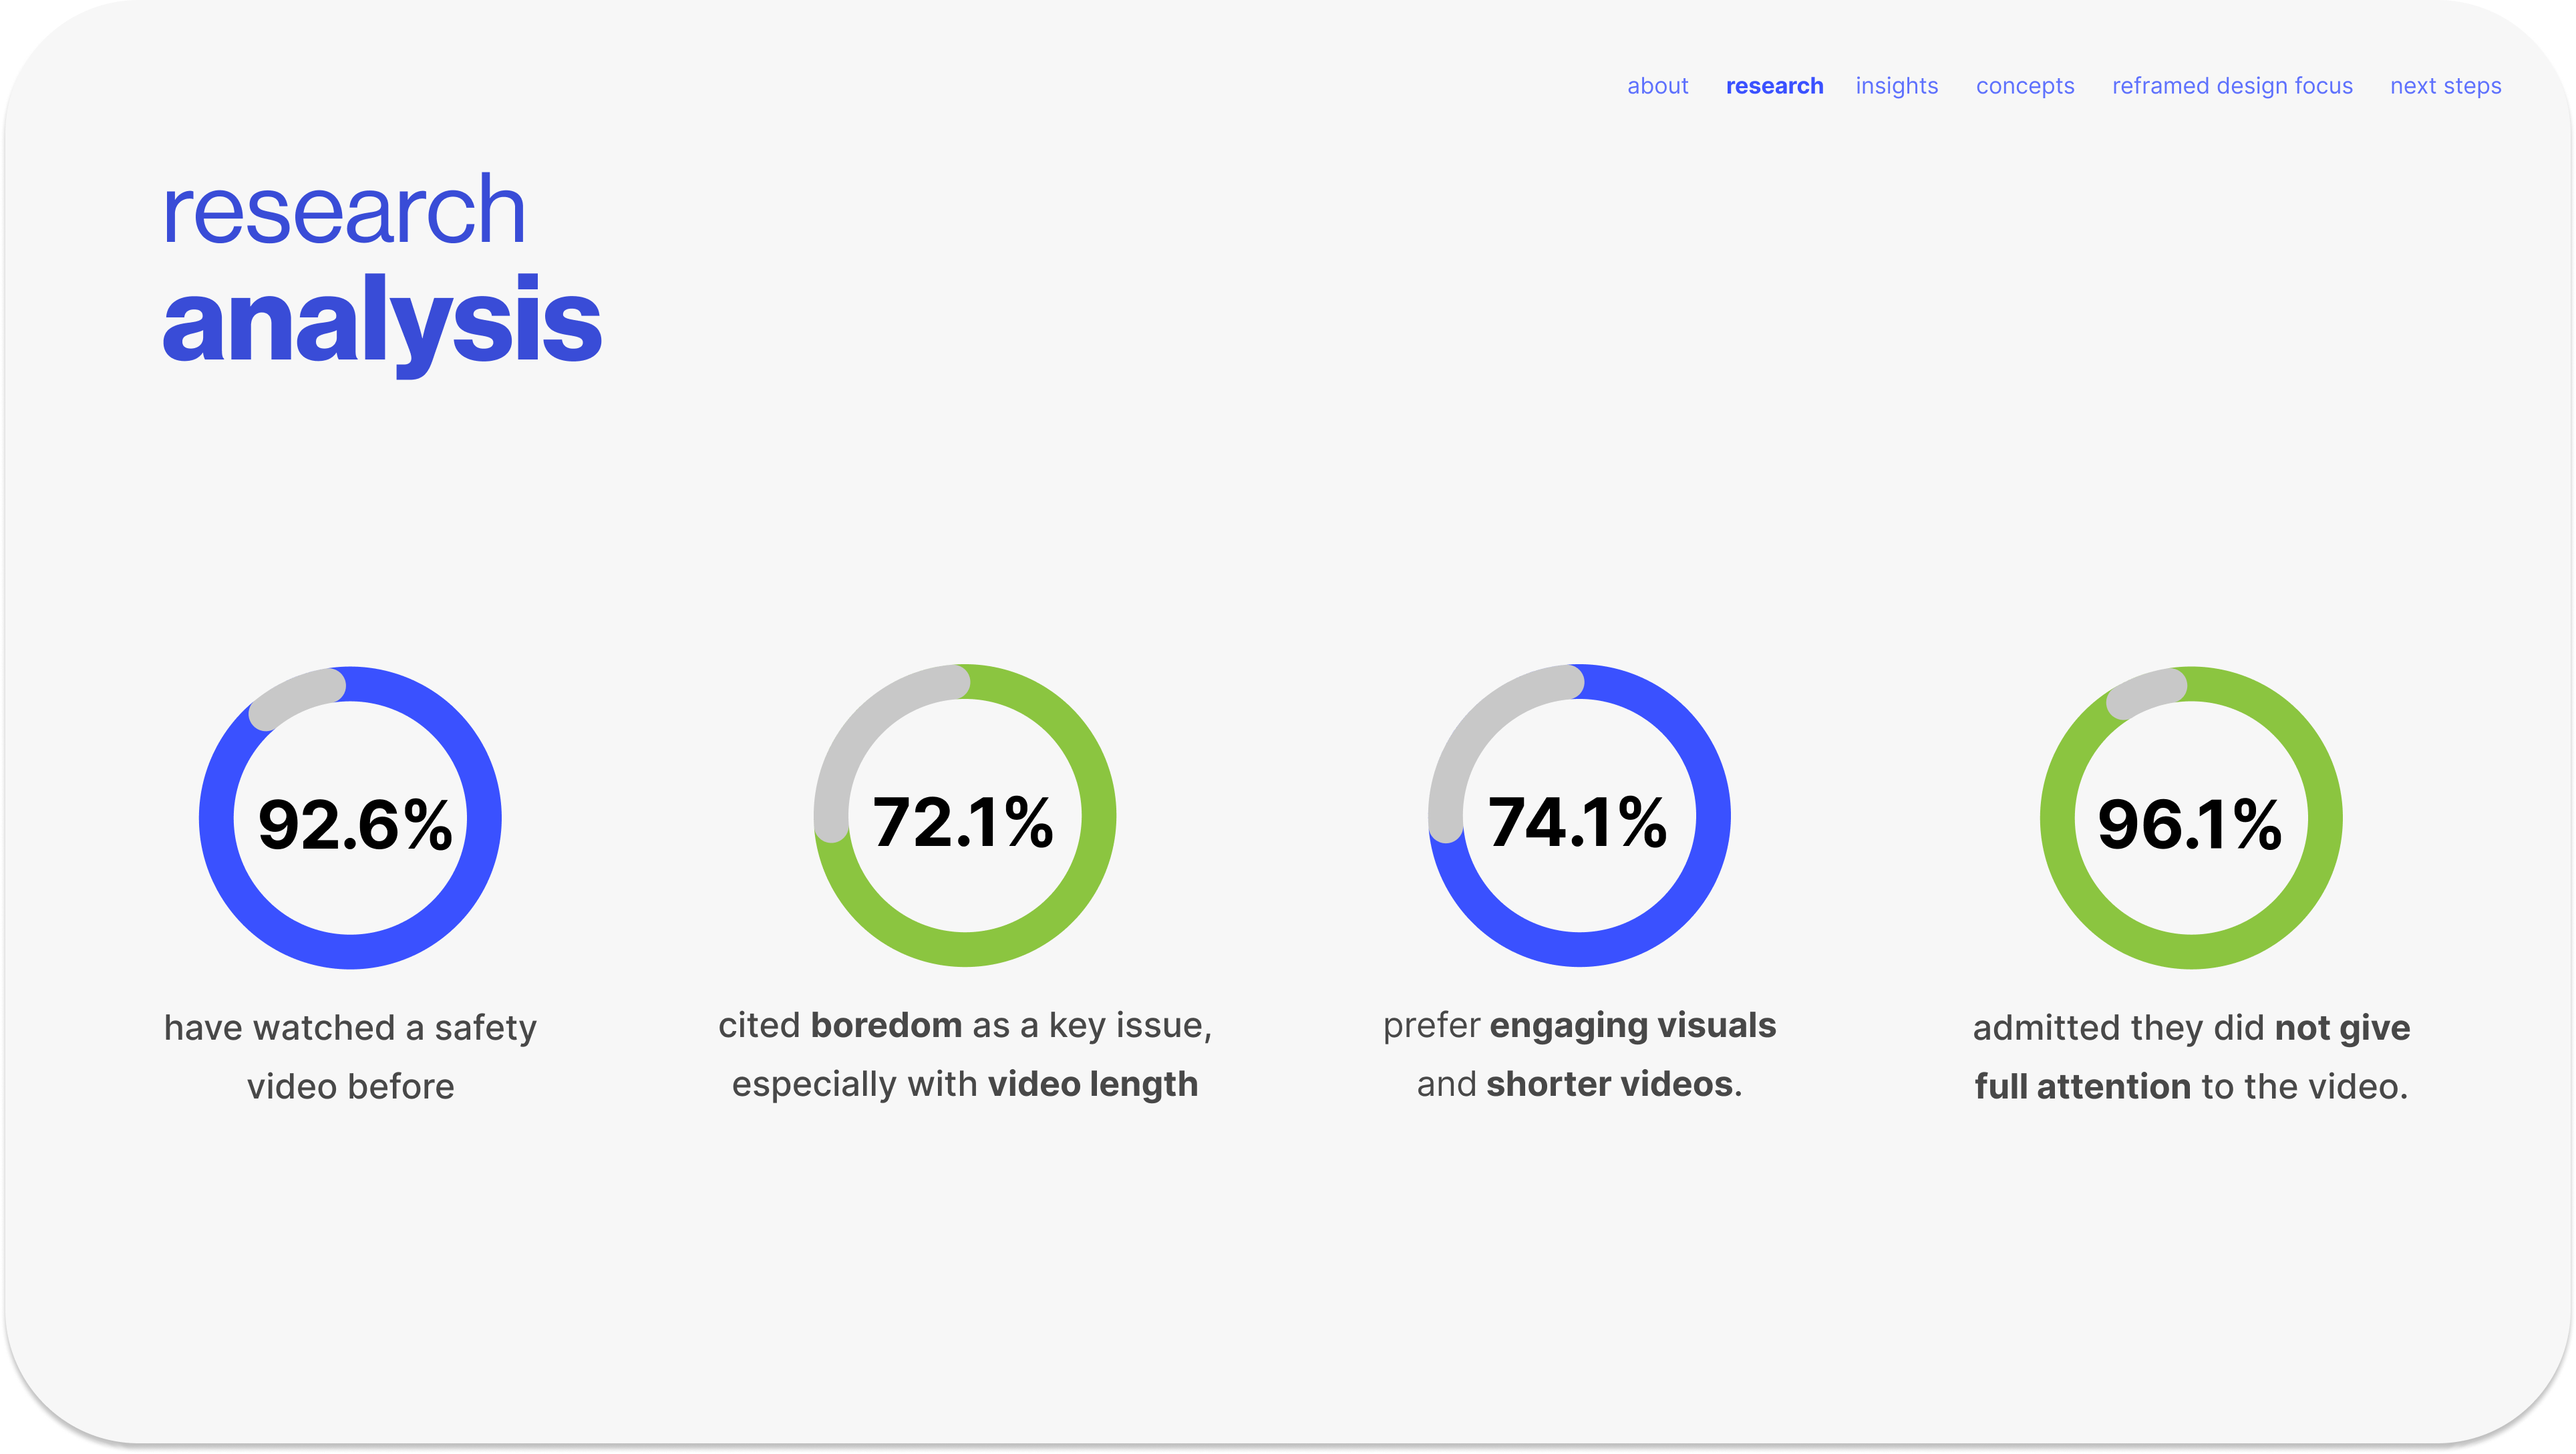 about research insights concepts reframed design focus next steps
research
analysis
92.6%
have watched a safety
video before
72.1%
cited boredom as a key issue,
especially with video length
74.1%
prefer engaging visuals
and shorter videos.
96.1%
admitted they did not give
full attention to the video.